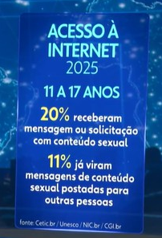 ACESSO À
INTERNET
2025
11 A 17 ANOS
20% receberam
mensagem ou solicitação
com conteúdo sexual
11% já viram
mensagens de conteúdo
sexual postadas para
outras pessoas
fonte: Cetic.br / Unesco / NIC.br / CGI.br